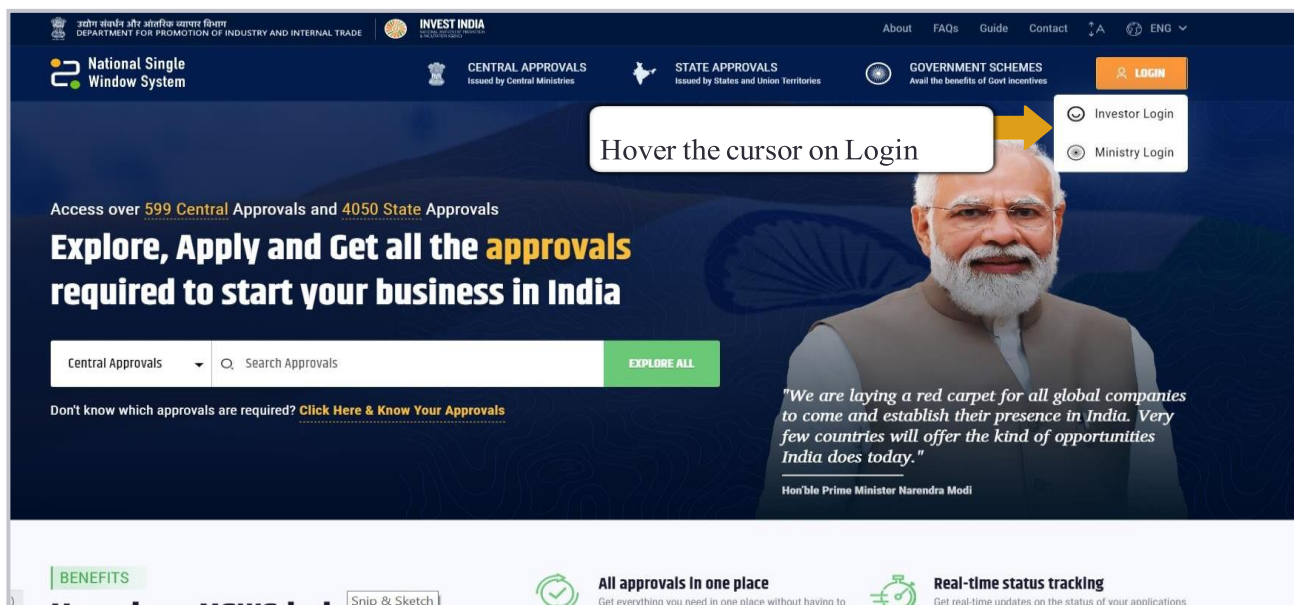 उद्योग संवर्धन और आंतरिक व्यापार विभाग
DEPARTMENT FOR PROMOTION OF INDUSTRY AND INTERNAL TRADE
INVEST INDIA
About FAQs Guide Contact A ENG
National Single
Window System
CENTRAL APPROVALS
Issued by Central Ministries
STATE APPROVALS
Issued by States and Union Territories
GOVERNMENT SCHEMES
Avail the benefits of Govt incentives
LOGIN
Investor Login
Ministry Login
Hover the cursor on Login
Access over 599 Central Approvals and 4050 State Approvals
Explore, Apply and Get all the approvals
required to start your business in India
Central Approvals Search Approvals EXPLORE ALL
Don't know which approvals are required? Click Here & Know Your Approvals
"We are laying a red carpet for all global companies
to come and establish their presence in India. Very
few countries will offer the kind of opportunities
India does today."
Hon'ble Prime Minister Narendra Modi
BENEFITS
Snip & Sketch
All approvals in one place
Get everything you need in one place without having to
Real-time status tracking
Get real-time updates on the status of your applications